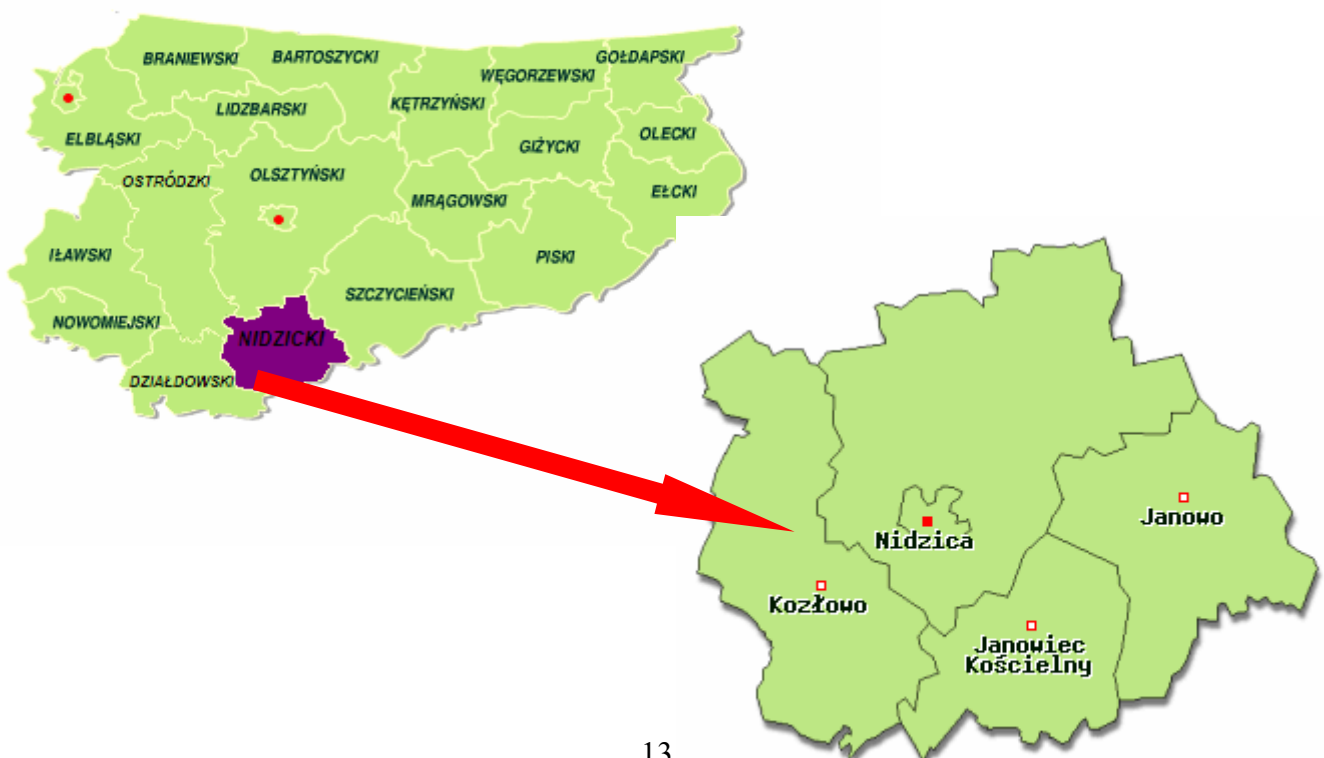 BRANIEWSKI
BARTOSZYCKI
GOŁDAPSKI
WĘGORZEWSKI
KĘTRZYŃSKI
LIDZBARSKI
ELBLĄSKI
OLECKI
GIŻYCKI
OSTRÓDZKI
OLSZTYŃSKI
MRĄGOWSKI
EŁCKI
IŁAWSKI
PISKI
SZCZYCIEŃSKI
NOWOMIEJSKI
NIDZICKI
DZIAŁDOWSKI
Janowo
Nidzica
Kozłowo
Janowiec
Kościelny
13